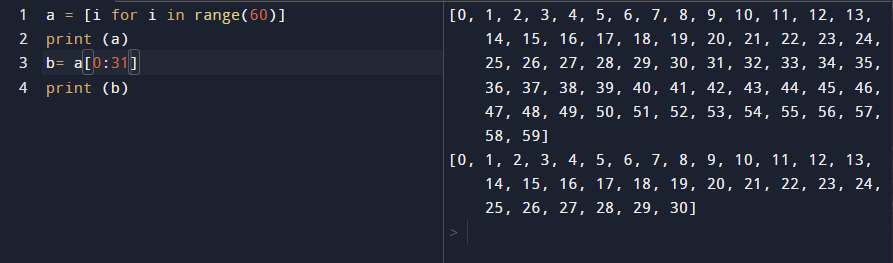 1 a = [i for i in range(60)]
2 print (a)
3 b= a[0:31]
4 print (b)
[0, 1, 2, 3, 4, 5, 6, 7, 8, 9, 10, 11, 12, 13,
14, 15, 16, 17, 18, 19, 20, 21, 22, 23, 24,
25, 26, 27, 28, 29, 30, 31, 32, 33, 34, 35,
36, 37, 38, 39, 40, 41, 42, 43, 44, 45, 46,
47, 48, 49, 50, 51, 52, 53, 54, 55, 56, 57,
58, 59]
[0, 1, 2, 3, 4, 5, 6, 7, 8, 9, 10, 11, 12, 13,
14, 15, 16, 17, 18, 19, 20, 21, 22, 23, 24,
25, 26, 27, 28, 29, 30]
>